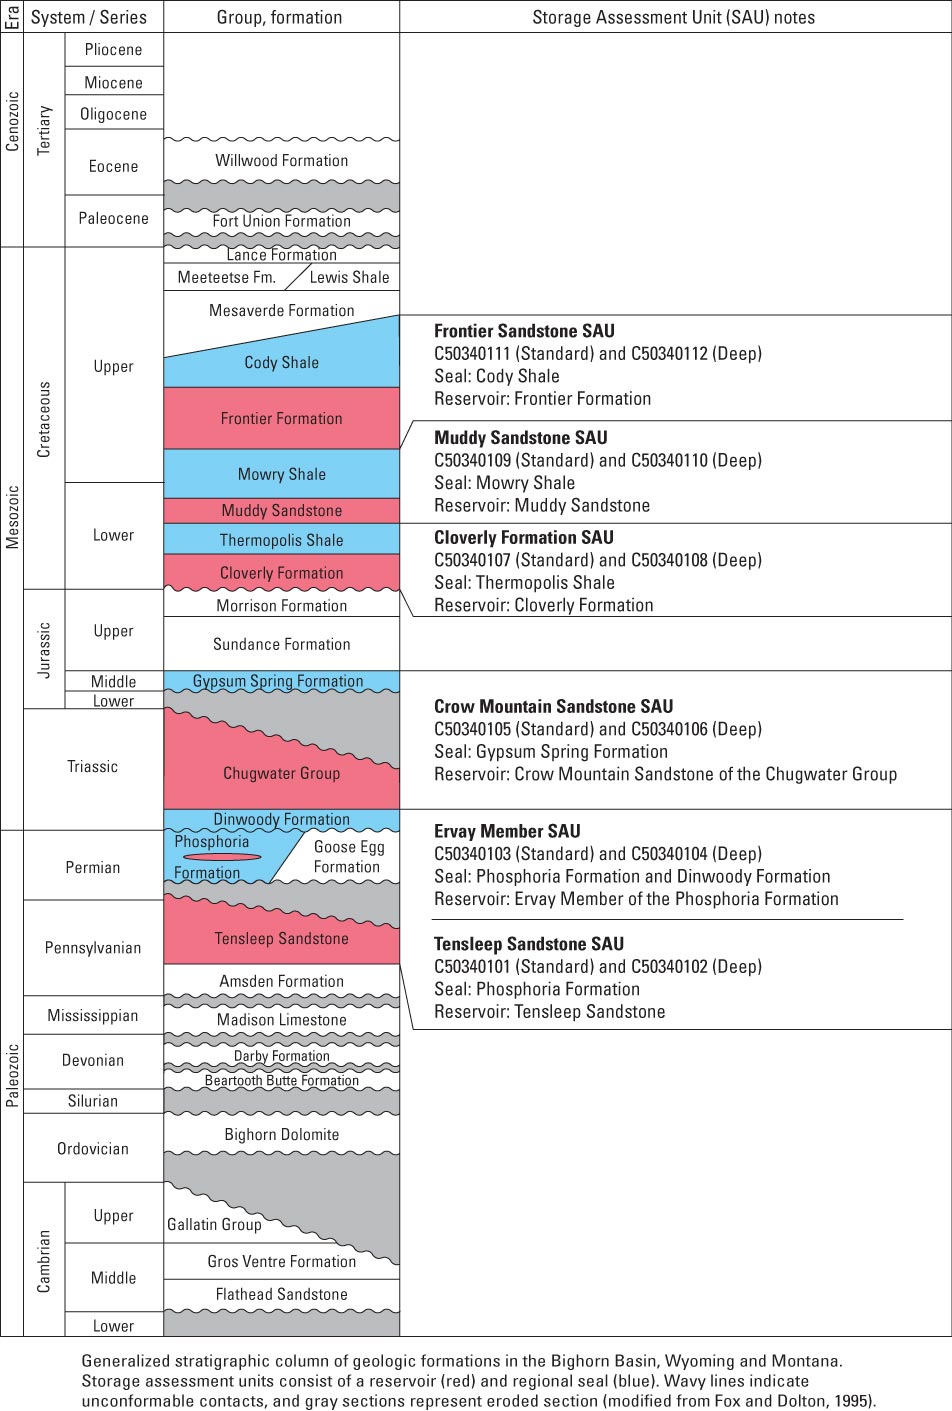 Era
System / Series
Group, formation
Storage Assessment Unit (SAU) notes
Cenozoic
Tertiary
Pliocene
Miocene
Oligocene
Eocene
Willwood Formation
Paleocene
Fort Union Formation
Mesozoic
Cretaceous
Upper
Lance Formation
Meeteetse Fm.
Lewis Shale
Mesaverde Formation
Cody Shale
Frontier Sandstone SAU
C50340111 (Standard) and C50340112 (Deep)
Seal: Cody Shale
Reservoir: Frontier Formation
Frontier Formation
Mowry Shale
Muddy Sandstone SAU
C50340109 (Standard) and C50340110 (Deep)
Seal: Mowry Shale
Reservoir: Muddy Sandstone
Lower
Muddy Sandstone
Thermopolis Shale
Cloverly Formation
Cloverly Formation SAU
C50340107 (Standard) and C50340108 (Deep)
Seal: Thermopolis Shale
Reservoir: Cloverly Formation
Jurassic
Upper
Morrison Formation
Sundance Formation
Middle
Gypsum Spring Formation
Lower
Crow Mountain Sandstone SAU
C50340105 (Standard) and C50340106 (Deep)
Seal: Gypsum Spring Formation
Reservoir: Crow Mountain Sandstone of the Chugwater Group
Triassic
Chugwater Group
Dinwoody Formation
Paleozoic
Permian
Phosphoria
Formation
Goose Egg
Formation
Ervay Member SAU
C50340103 (Standard) and C50340104 (Deep)
Seal: Phosphoria Formation and Dinwoody Formation
Reservoir: Ervay Member of the Phosphoria Formation
Pennsylvanian
Tensleep Sandstone
Amsden Formation
Tensleep Sandstone SAU
C50340101 (Standard) and C50340102 (Deep)
Seal: Phosphoria Formation
Reservoir: Tensleep Sandstone
Mississippian
Madison Limestone
Devonian
Darby Formation
Beartooth Butte Formation
Silurian
Ordovician
Bighorn Dolomite
Cambrian
Upper
Gallatin Group
Middle
Gros Ventre Formation
Flathead Sandstone
Lower
Generalized stratigraphic column of geologic formations in the Bighorn Basin, Wyoming and Montana.
Storage assessment units consist of a reservoir (red) and regional seal (blue). Wavy lines indicate
unconformable contacts, and gray sections represent eroded section (modified from Fox and Dolton, 1995).